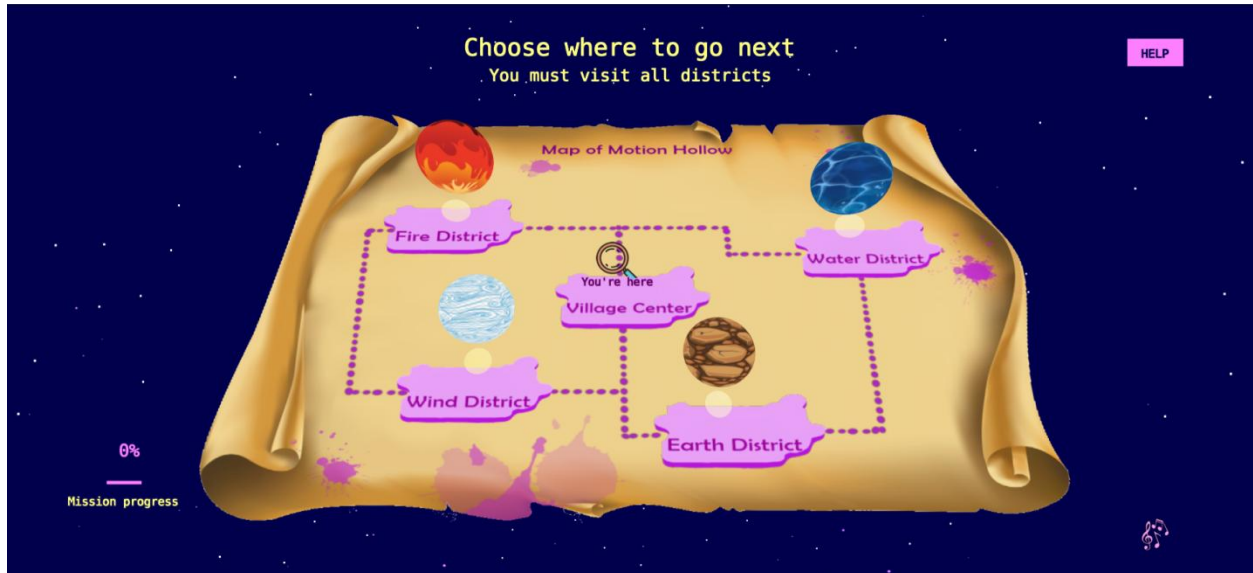 Choose where to go next
You must visit all districts
HELP
Map of Motion Hollow
Fire District
Water District
You're here
Village Center
Wind District
Earth District
0%
Mission progress